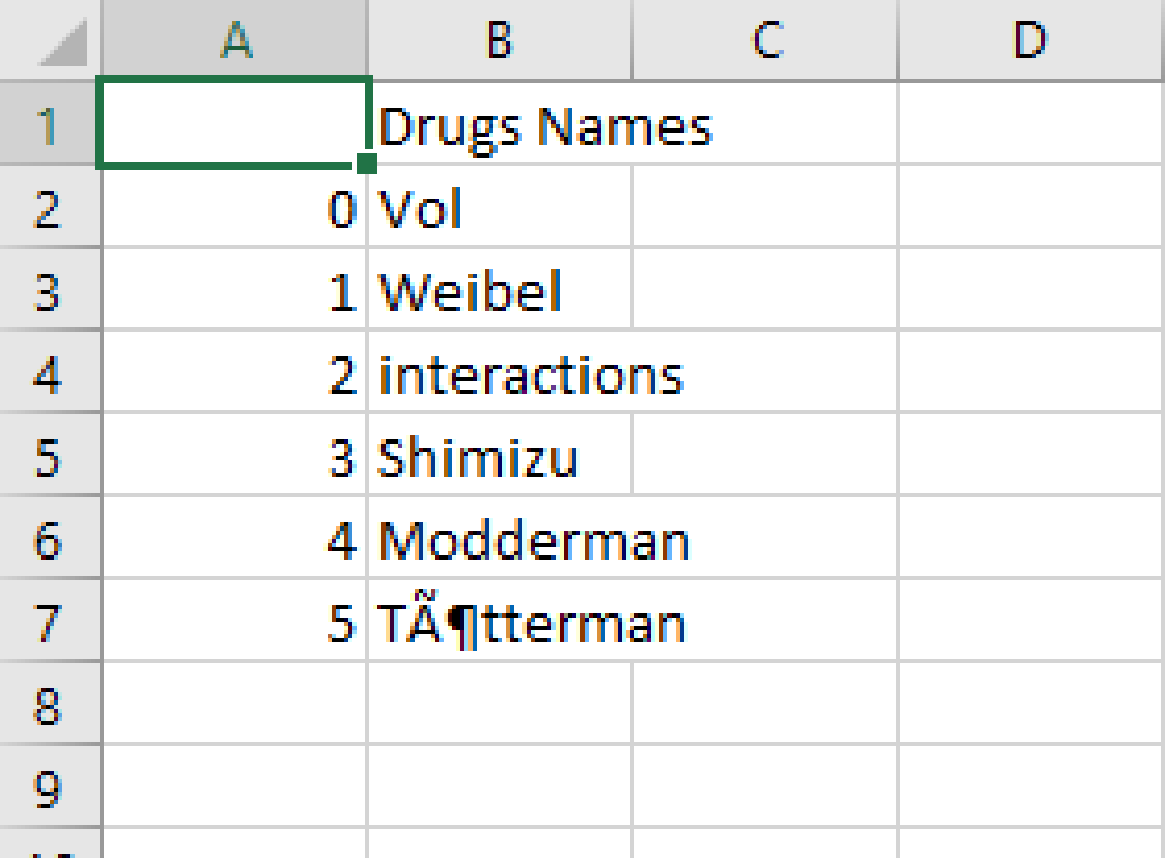 A B C D
1 Drugs Names
2 0 Vol
3 1 Weibel
4 2 interactions
5 3 Shimizu
6 4 Modderman
7 5 TÃ¶tterman
8
9